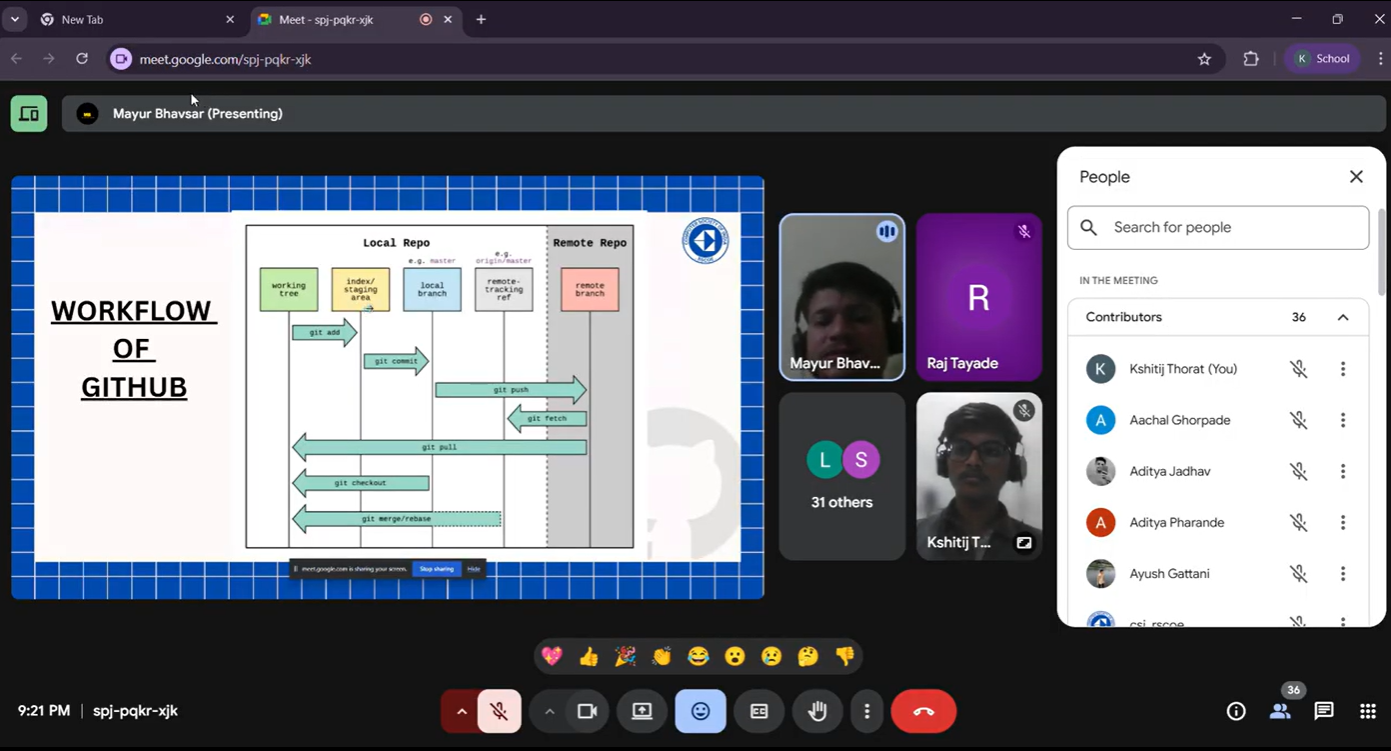 New Tab
Meet - spj-pqkr-xjk
meet.google.com/spj-pqkr-xjk
K School
Mayur Bhavsar (Presenting)
WORKFLOW
OF
GITHUB
Local Repo
Remote Repo
e.g. master
e.g.
origin/master
working
tree
index/
staging
area
local
branch
remote-
tracking
ref
remote
branch
git add
git commit
git push
git fetch
git pull
git checkout
git merge/rebase
meet.google.com is sharing your screen.
Stop sharing
Hide
Mayur Bhav...
R
Raj Tayade
L
S
31 others
Kshitij T...
People
Search for people
IN THE MEETING
Contributors
36
K
Kshitij Thorat (You)
A
Aachal Ghorpade
Aditya Jadhav
A
Aditya Pharande
Ayush Gattani
csi_rscoe
9:21 PM | spj-pqkr-xjk
36